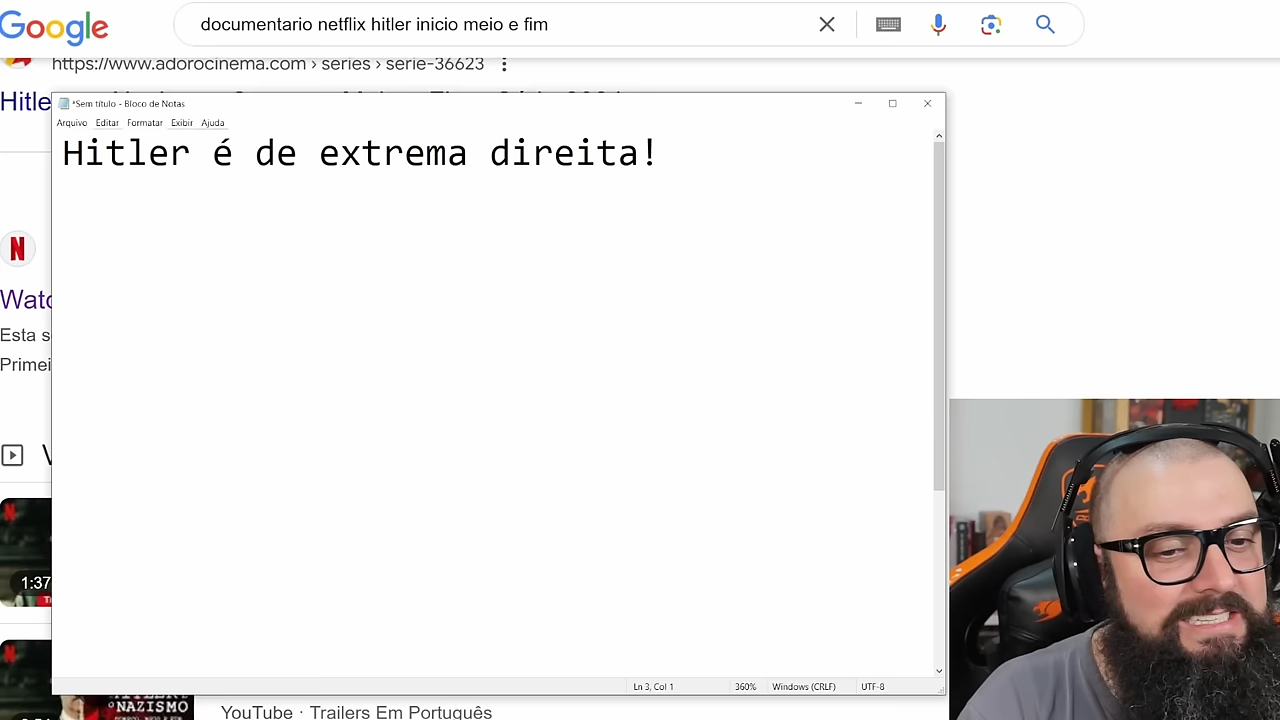 Google
documentario netflix hitler inicio meio e fim
https://www.adorocinema.com › series › serie-36623
Hitle
*Sem título - Bloco de Notas
Arquivo Editar Formatar Exibir Ajuda
Hitler é de extrema direita!
N
Watc
Esta s
Primei
V
N
1:37
N
O NAZISMO
Ln 3, Col 1 360% Windows (CRLF) UTF-8
YouTube · Trailers Em Português